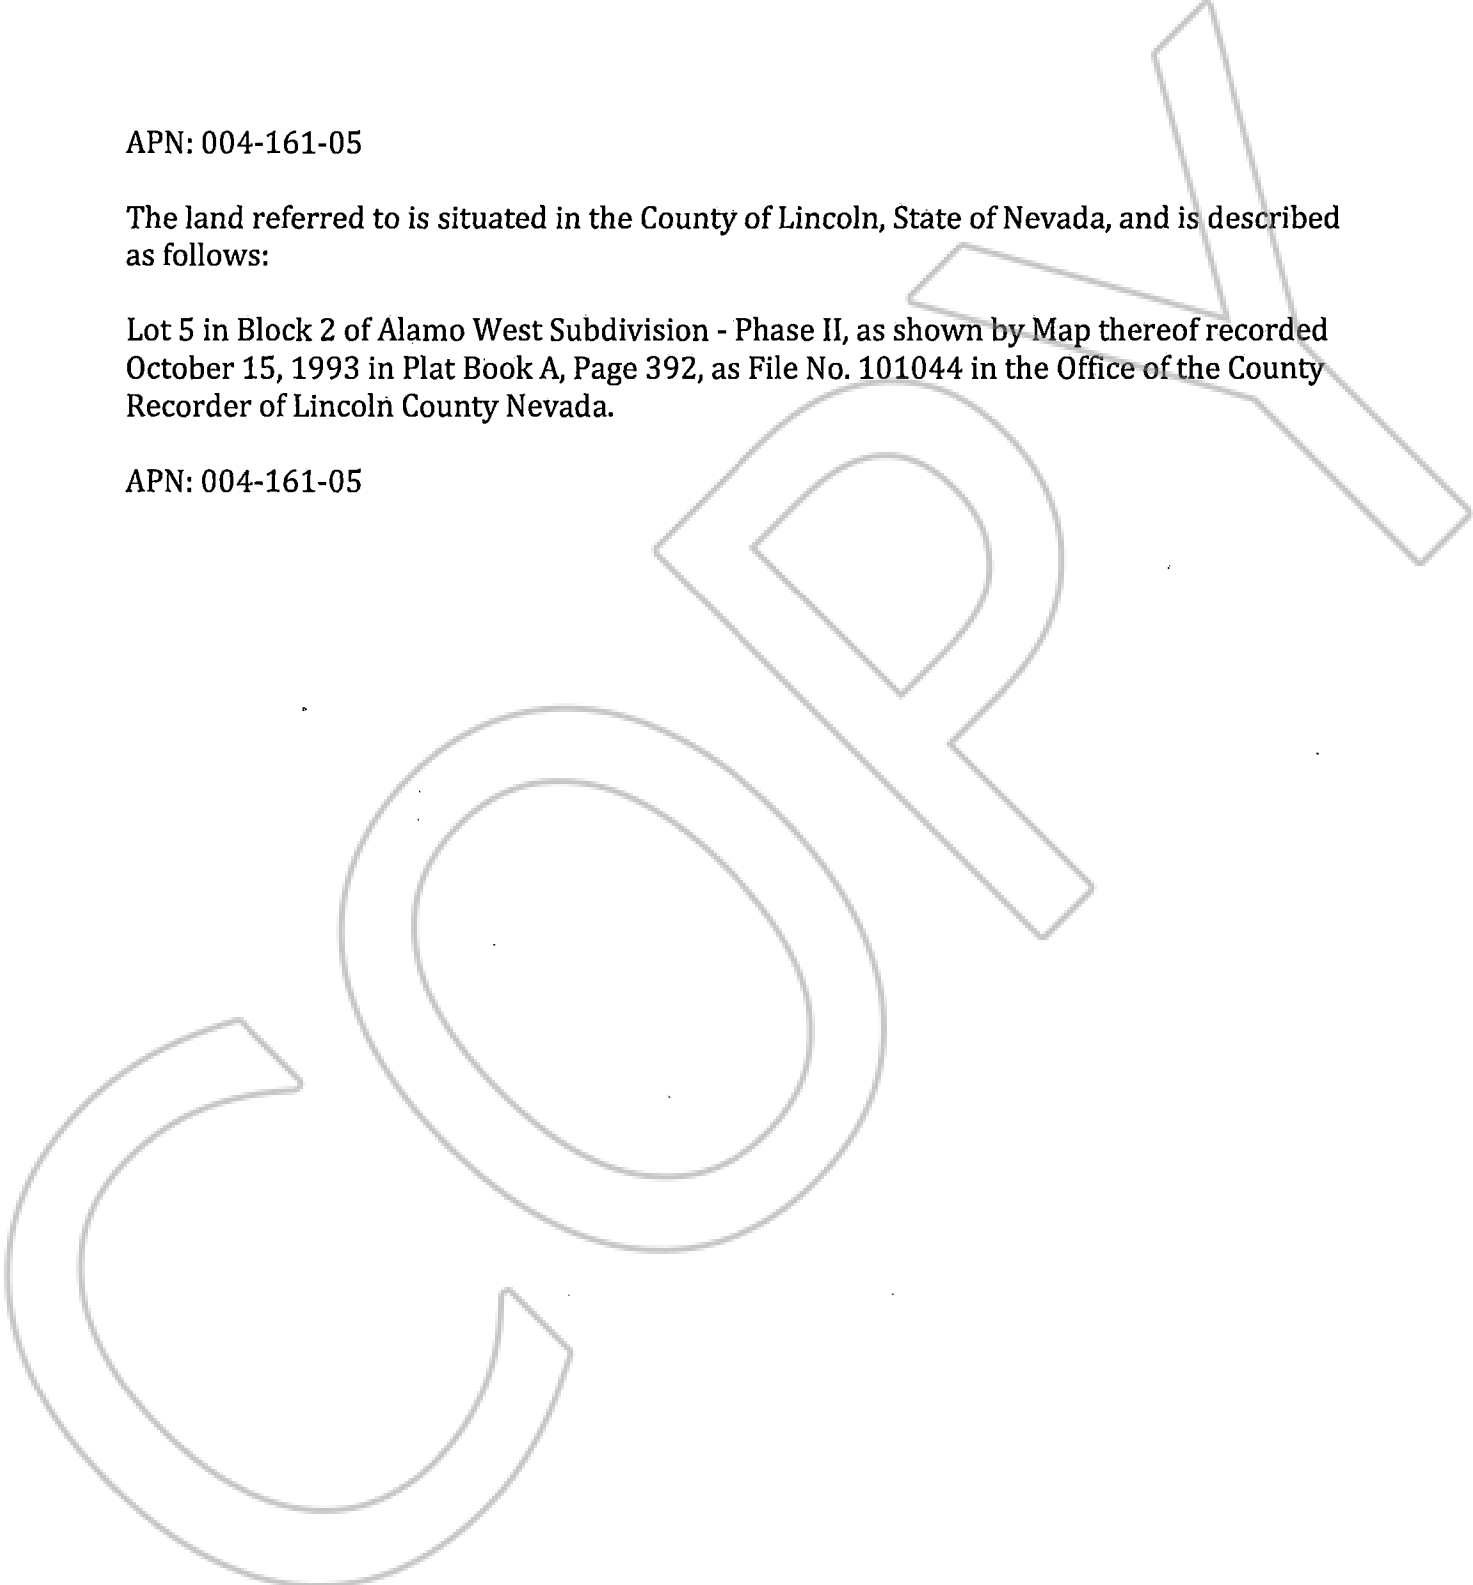 APN: 004-161-05
The land referred to is situated in the County of Lincoln, State of Nevada, and is described
as follows:
Lot 5 in Block 2 of Alamo West Subdivision - Phase II, as shown by Map thereof recorded
October 15, 1993 in Plat Book A, Page 392, as File No. 101044 in the Office of the County
Recorder of Lincoln County Nevada.
APN: 004-161-05
COPY